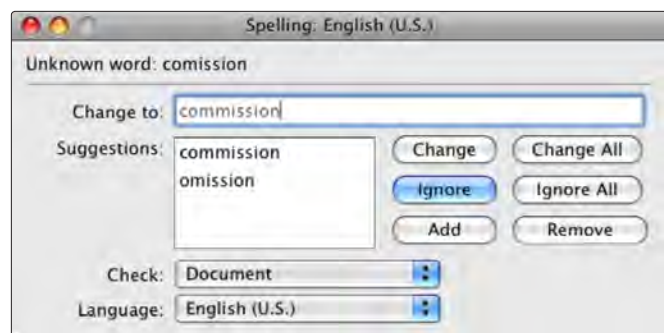 Spelling: English (U.S.)
Unknown word: comission
Change to: commission
Suggestions: commission
omission
Change Change All
Ignore Ignore All
Add Remove
Check: Document
Language: English (U.S.)